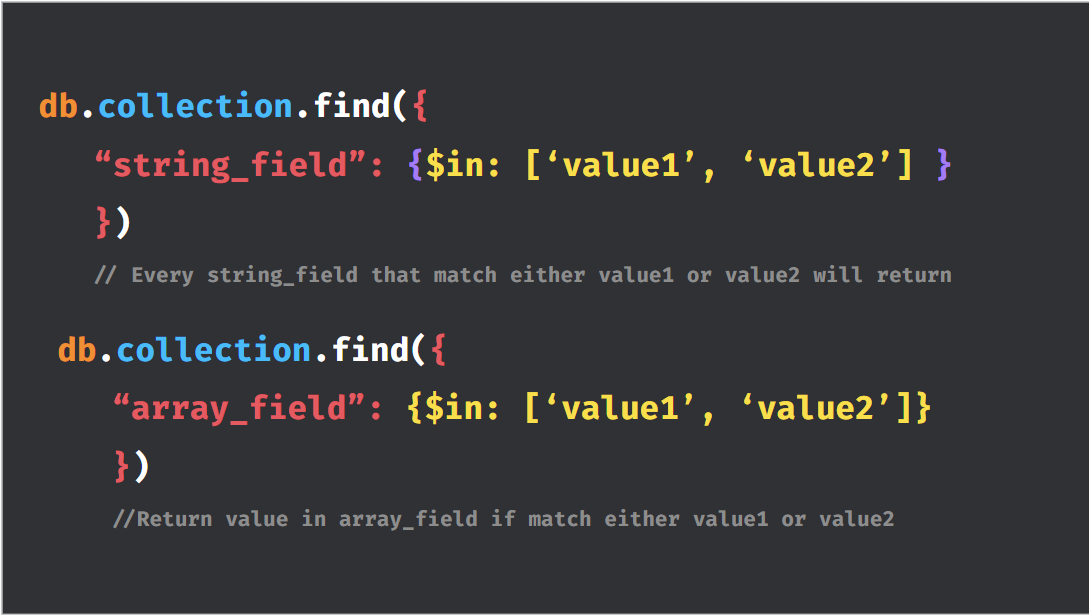 db.collection.find({
“string_field”: {$in: [‘value1’, ‘value2’] }
})
// Every string_field that match either value1 or value2 will return
db.collection.find({
“array_field”: {$in: [‘value1’, ‘value2’]}
})
//Return value in array_field if match either value1 or value2